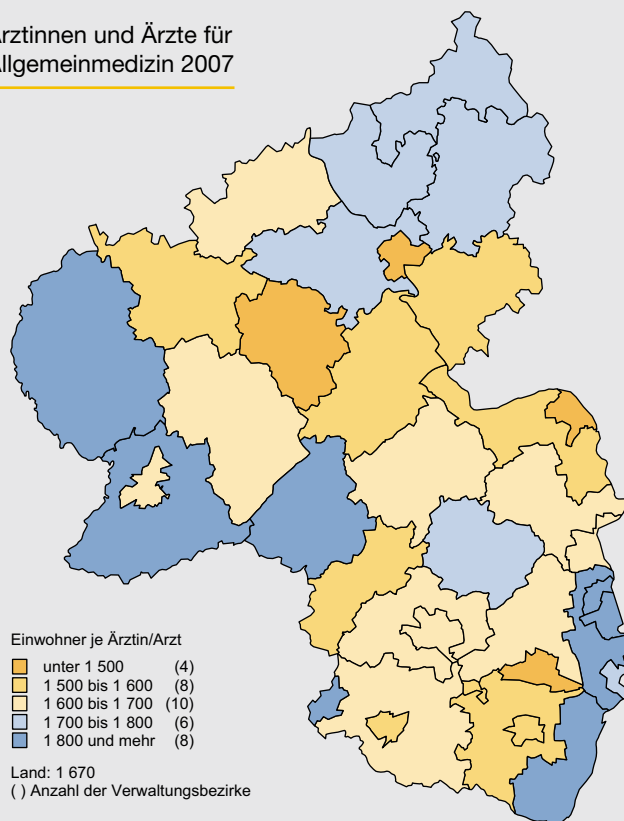 Ärztinnen und Ärzte für
Allgemeinmedizin 2007
Einwohner je Ärztin/Arzt
unter 1 500 (4)
1 500 bis 1 600 (8)
1 600 bis 1 700 (10)
1 700 bis 1 800 (6)
1 800 und mehr (8)
Land: 1 670
( ) Anzahl der Verwaltungsbezirke